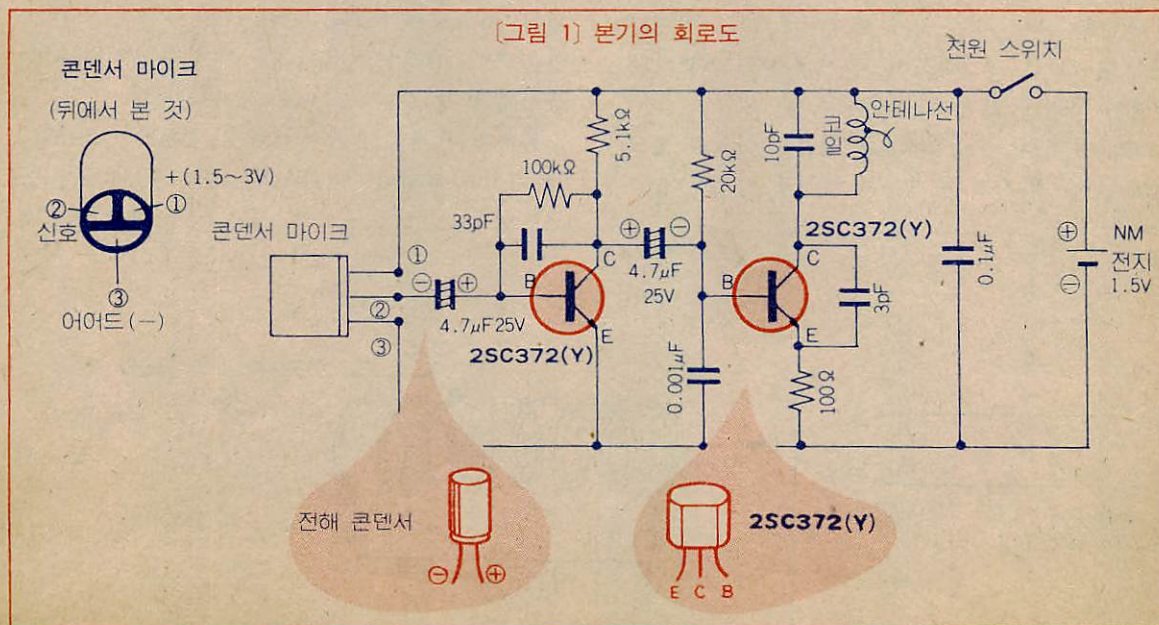 [그림 1] 본기의 회로도
콘덴서 마이크
(뒤에서 본 것)
+(1.5~3V)
②
①
신호
③
어어드(−)
콘덴서 마이크
①
②
③
⊖ ⊕
4.7μF25V
33pF
100kΩ
5.1kΩ
B
C
E
2SC372(Y)
⊕ ⊖
4.7μF
25V
20kΩ
0.001μF
10pF
코일
안테나선
2SC372(Y)
B
C
E
3pF
100Ω
0.1μF
전원 스위치
⊕
⊖
NM
전지
1.5V
전해 콘덴서
⊖ ⊕
2SC372(Y)
E C B